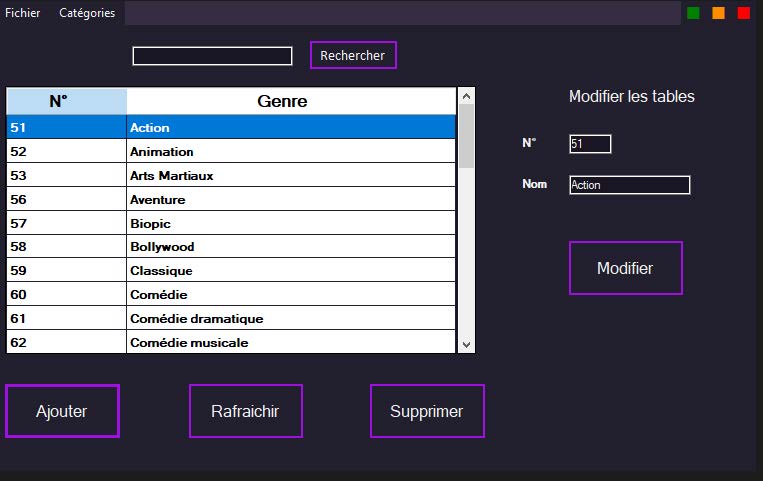 Fichier Catégories
Rechercher
N° Genre
51 Action
52 Animation
53 Arts Martiaux
56 Aventure
57 Biopic
58 Bollywood
59 Classique
60 Comédie
61 Comédie dramatique
62 Comédie musicale
Modifier les tables
N° 51
Nom Action
Modifier
Ajouter Rafraichir Supprimer